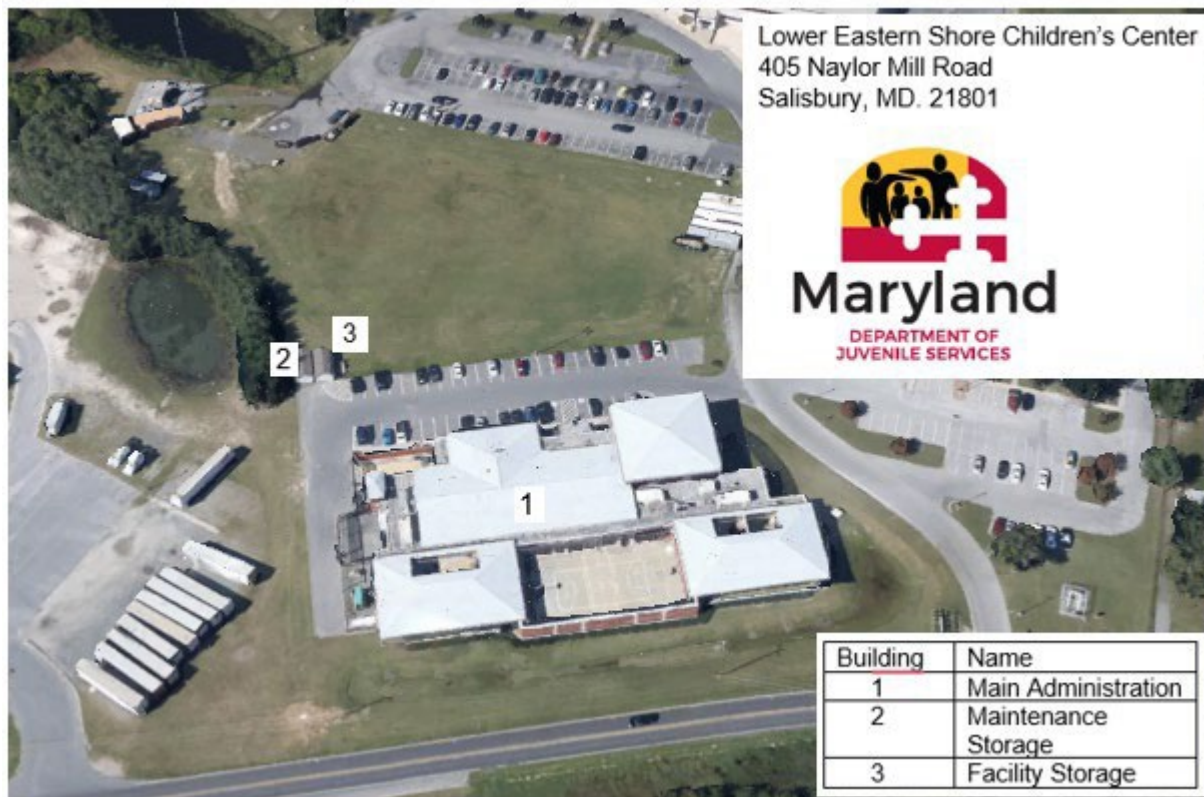 Lower Eastern Shore Children's Center
405 Naylor Mill Road
Salisbury, MD. 21801
Maryland
DEPARTMENT OF
JUVENILE SERVICES
3
2
1
Building Name
1 Main Administration
2 Maintenance
Storage
3 Facility Storage